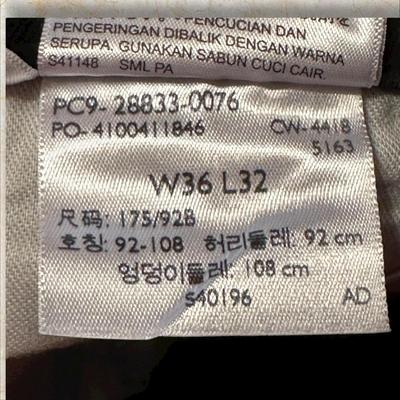 PENCUCIAN DAN
PENGERINGAN DIBALIK DENGAN WARNA
SERUPA. GUNAKAN SABUN CUCI CAIR.
S41148 SML PA
PC9-28833-0076
PO-4100411846 CW-4418
5163
W36 L32
尺码: 175/92B
호칭: 92-108 허리둘레: 92 cm
엉덩이둘레: 108 cm
s40196 AD